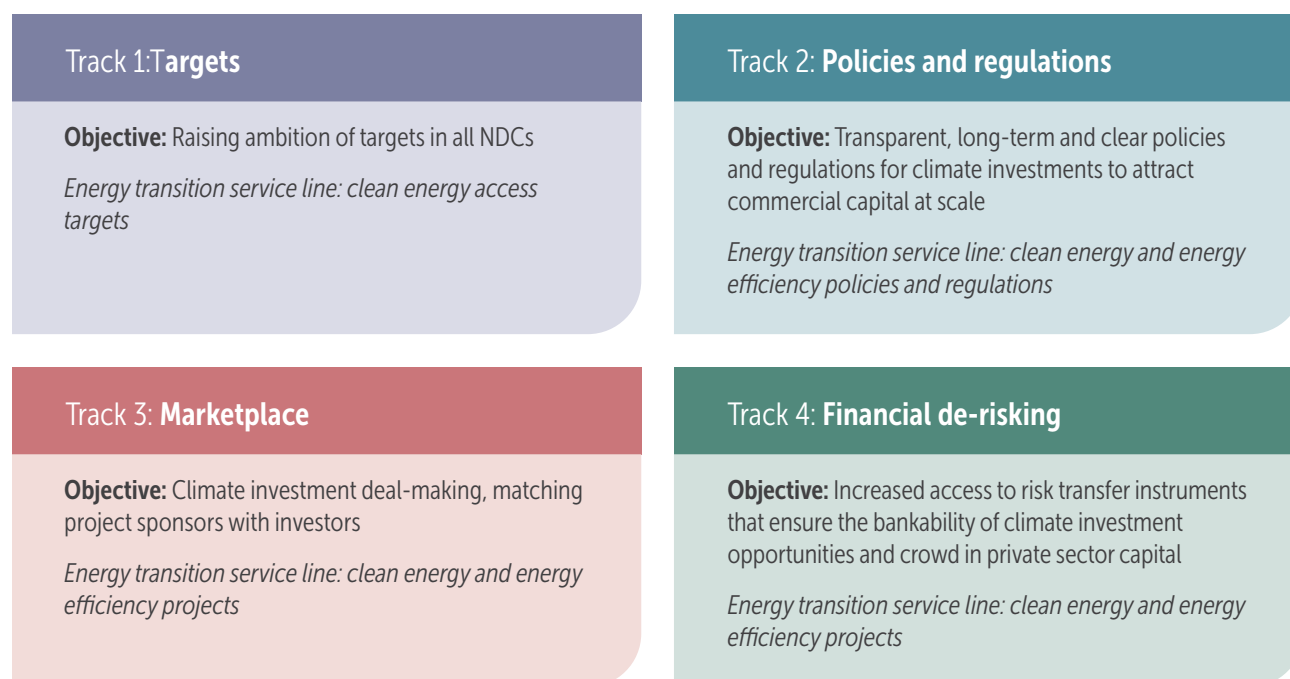 Track 1:Targets
Objective: Raising ambition of targets in all NDCs
Energy transition service line: clean energy access
targets
Track 2: Policies and regulations
Objective: Transparent, long-term and clear policies
and regulations for climate investments to attract
commercial capital at scale
Energy transition service line: clean energy and energy
efficiency policies and regulations
Track 3: Marketplace
Objective: Climate investment deal-making, matching
project sponsors with investors
Energy transition service line: clean energy and energy
efficiency projects
Track 4: Financial de-risking
Objective: Increased access to risk transfer instruments
that ensure the bankability of climate investment
opportunities and crowd in private sector capital
Energy transition service line: clean energy and energy
efficiency projects